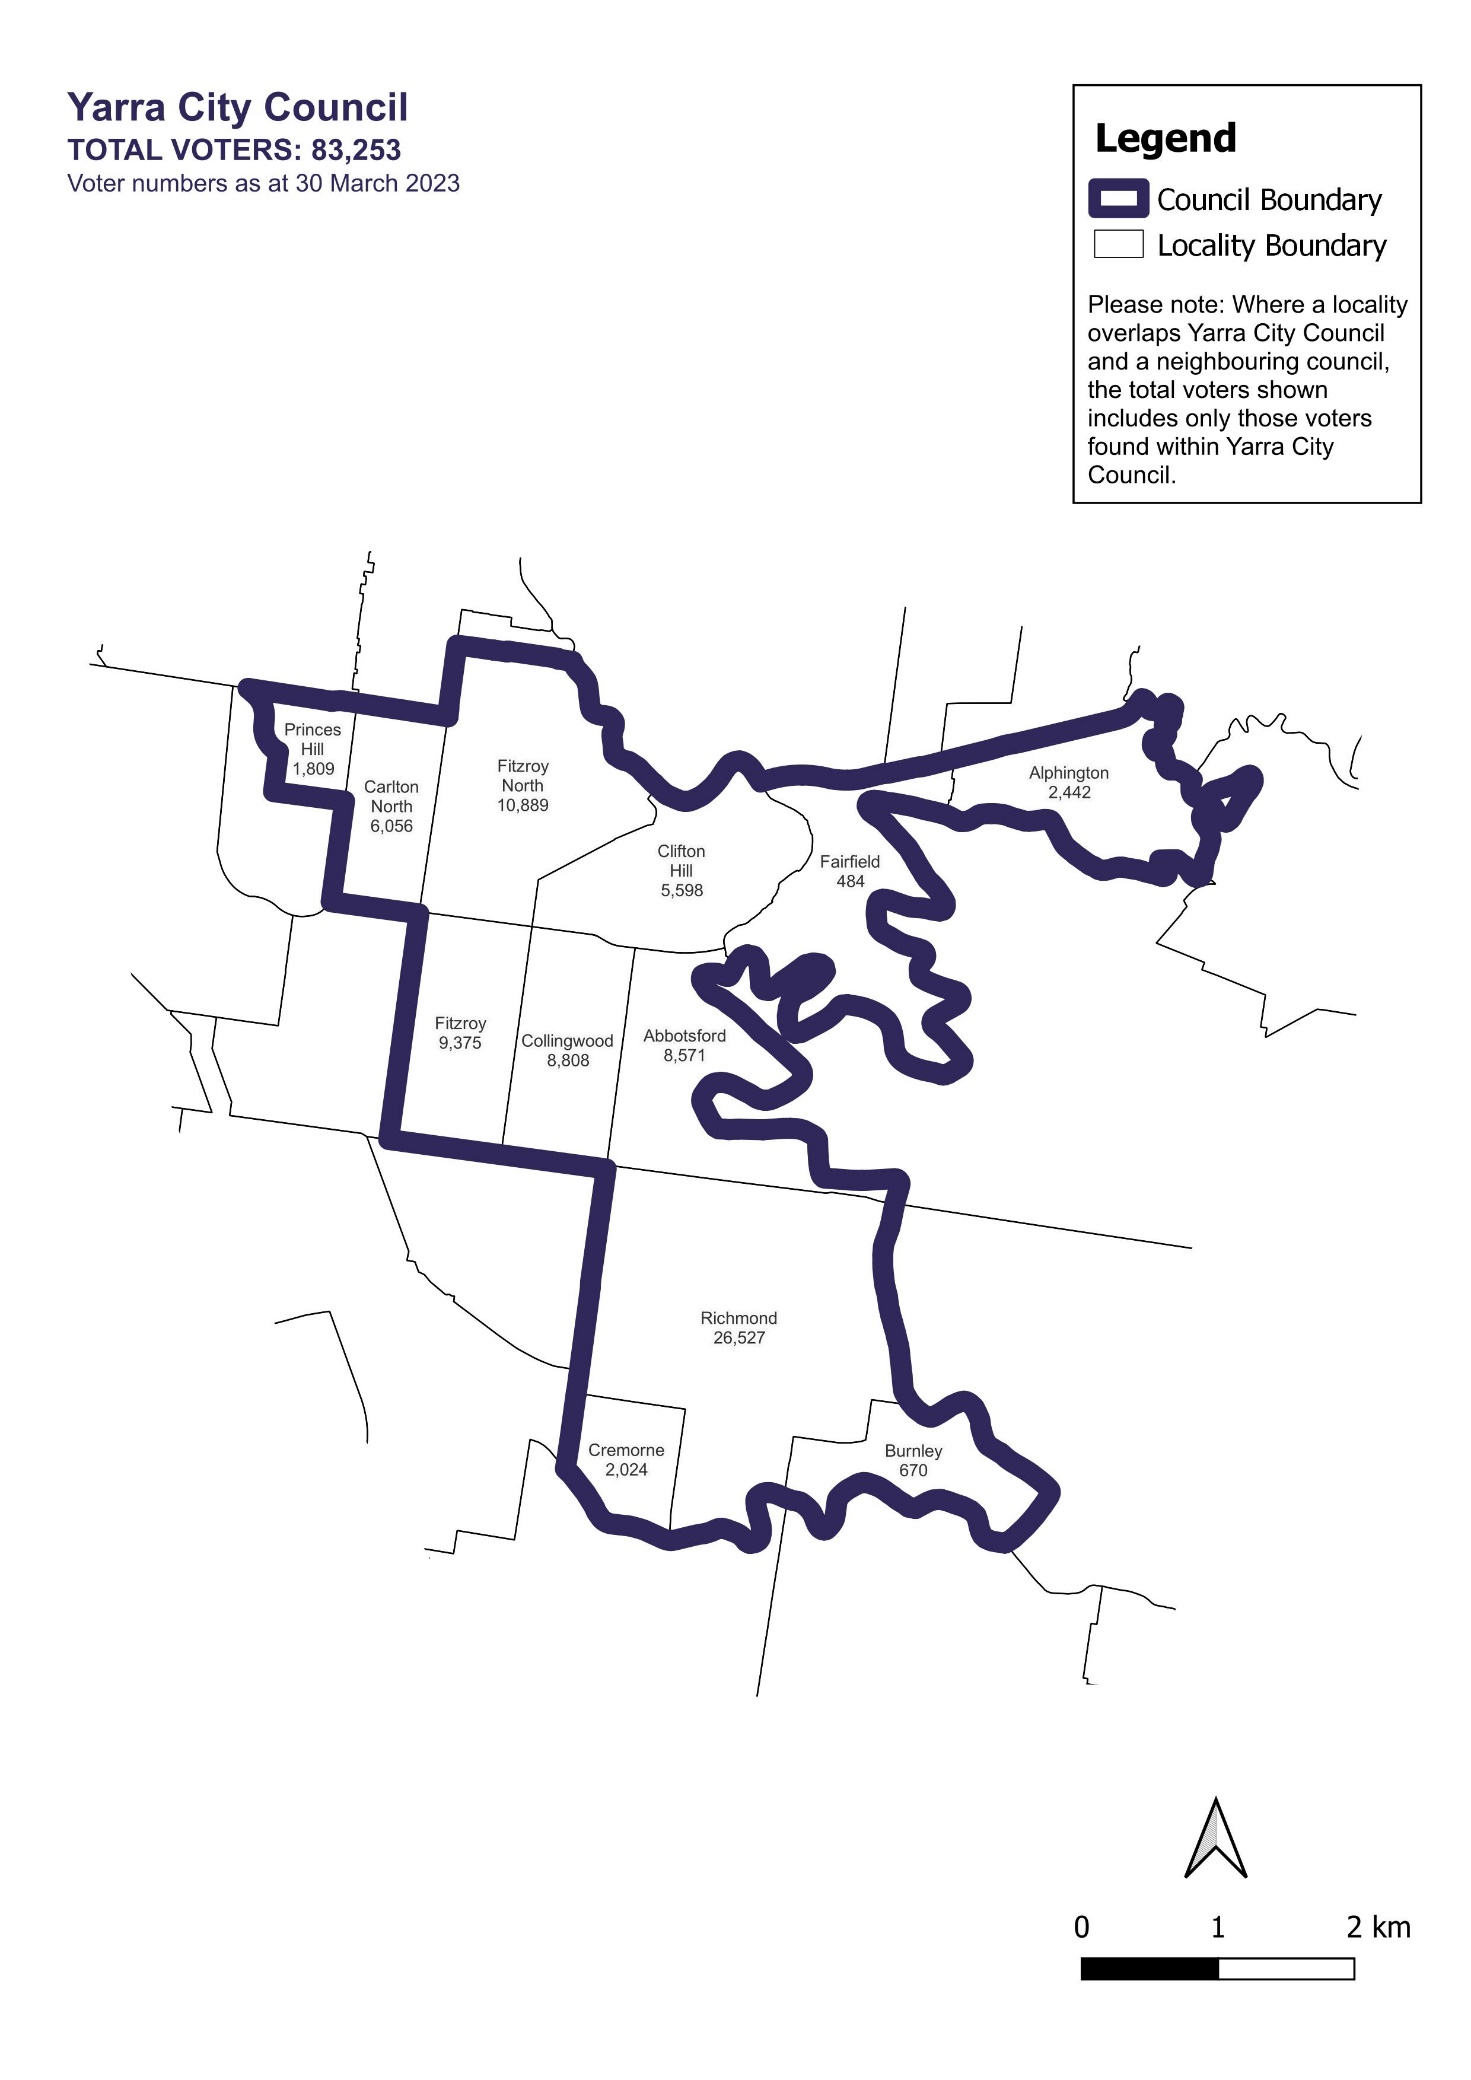 Yarra City Council
TOTAL VOTERS: 83,253
Voter numbers as at 30 March 2023
Legend
Council Boundary
Locality Boundary
Please note: Where a locality
overlaps Yarra City Council
and a neighbouring council,
the total voters shown
includes only those voters
found within Yarra City
Council.
Princes
Hill
1,809
Carlton
North
6,056
Fitzroy
North
10,889
Clifton
Hill
5,598
Fairfield
484
Alphington
2,442
Fitzroy
9,375
Collingwood
8,808
Abbotsford
8,571
Richmond
26,527
Cremorne
2,024
Burnley
670
0 1 2 km